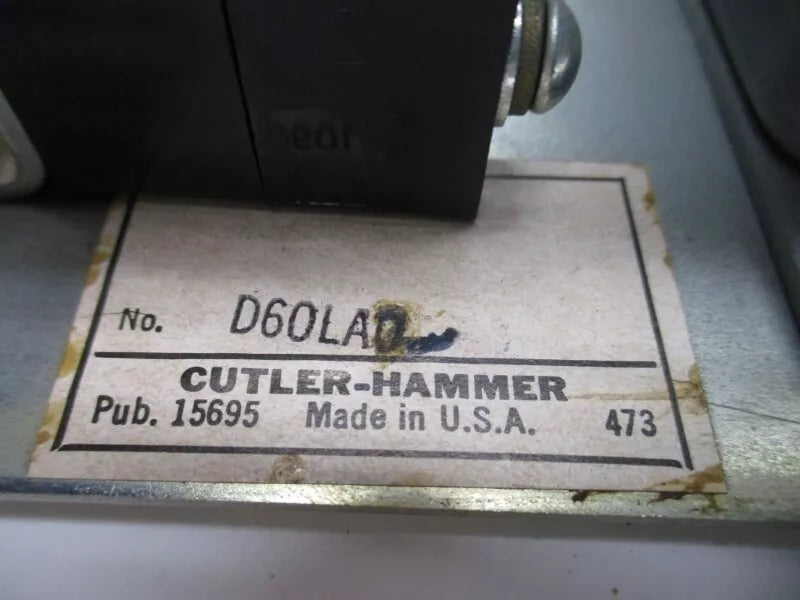 No. D60LA
CUTLER-HAMMER
Pub. 15695 Made in U.S.A. 473